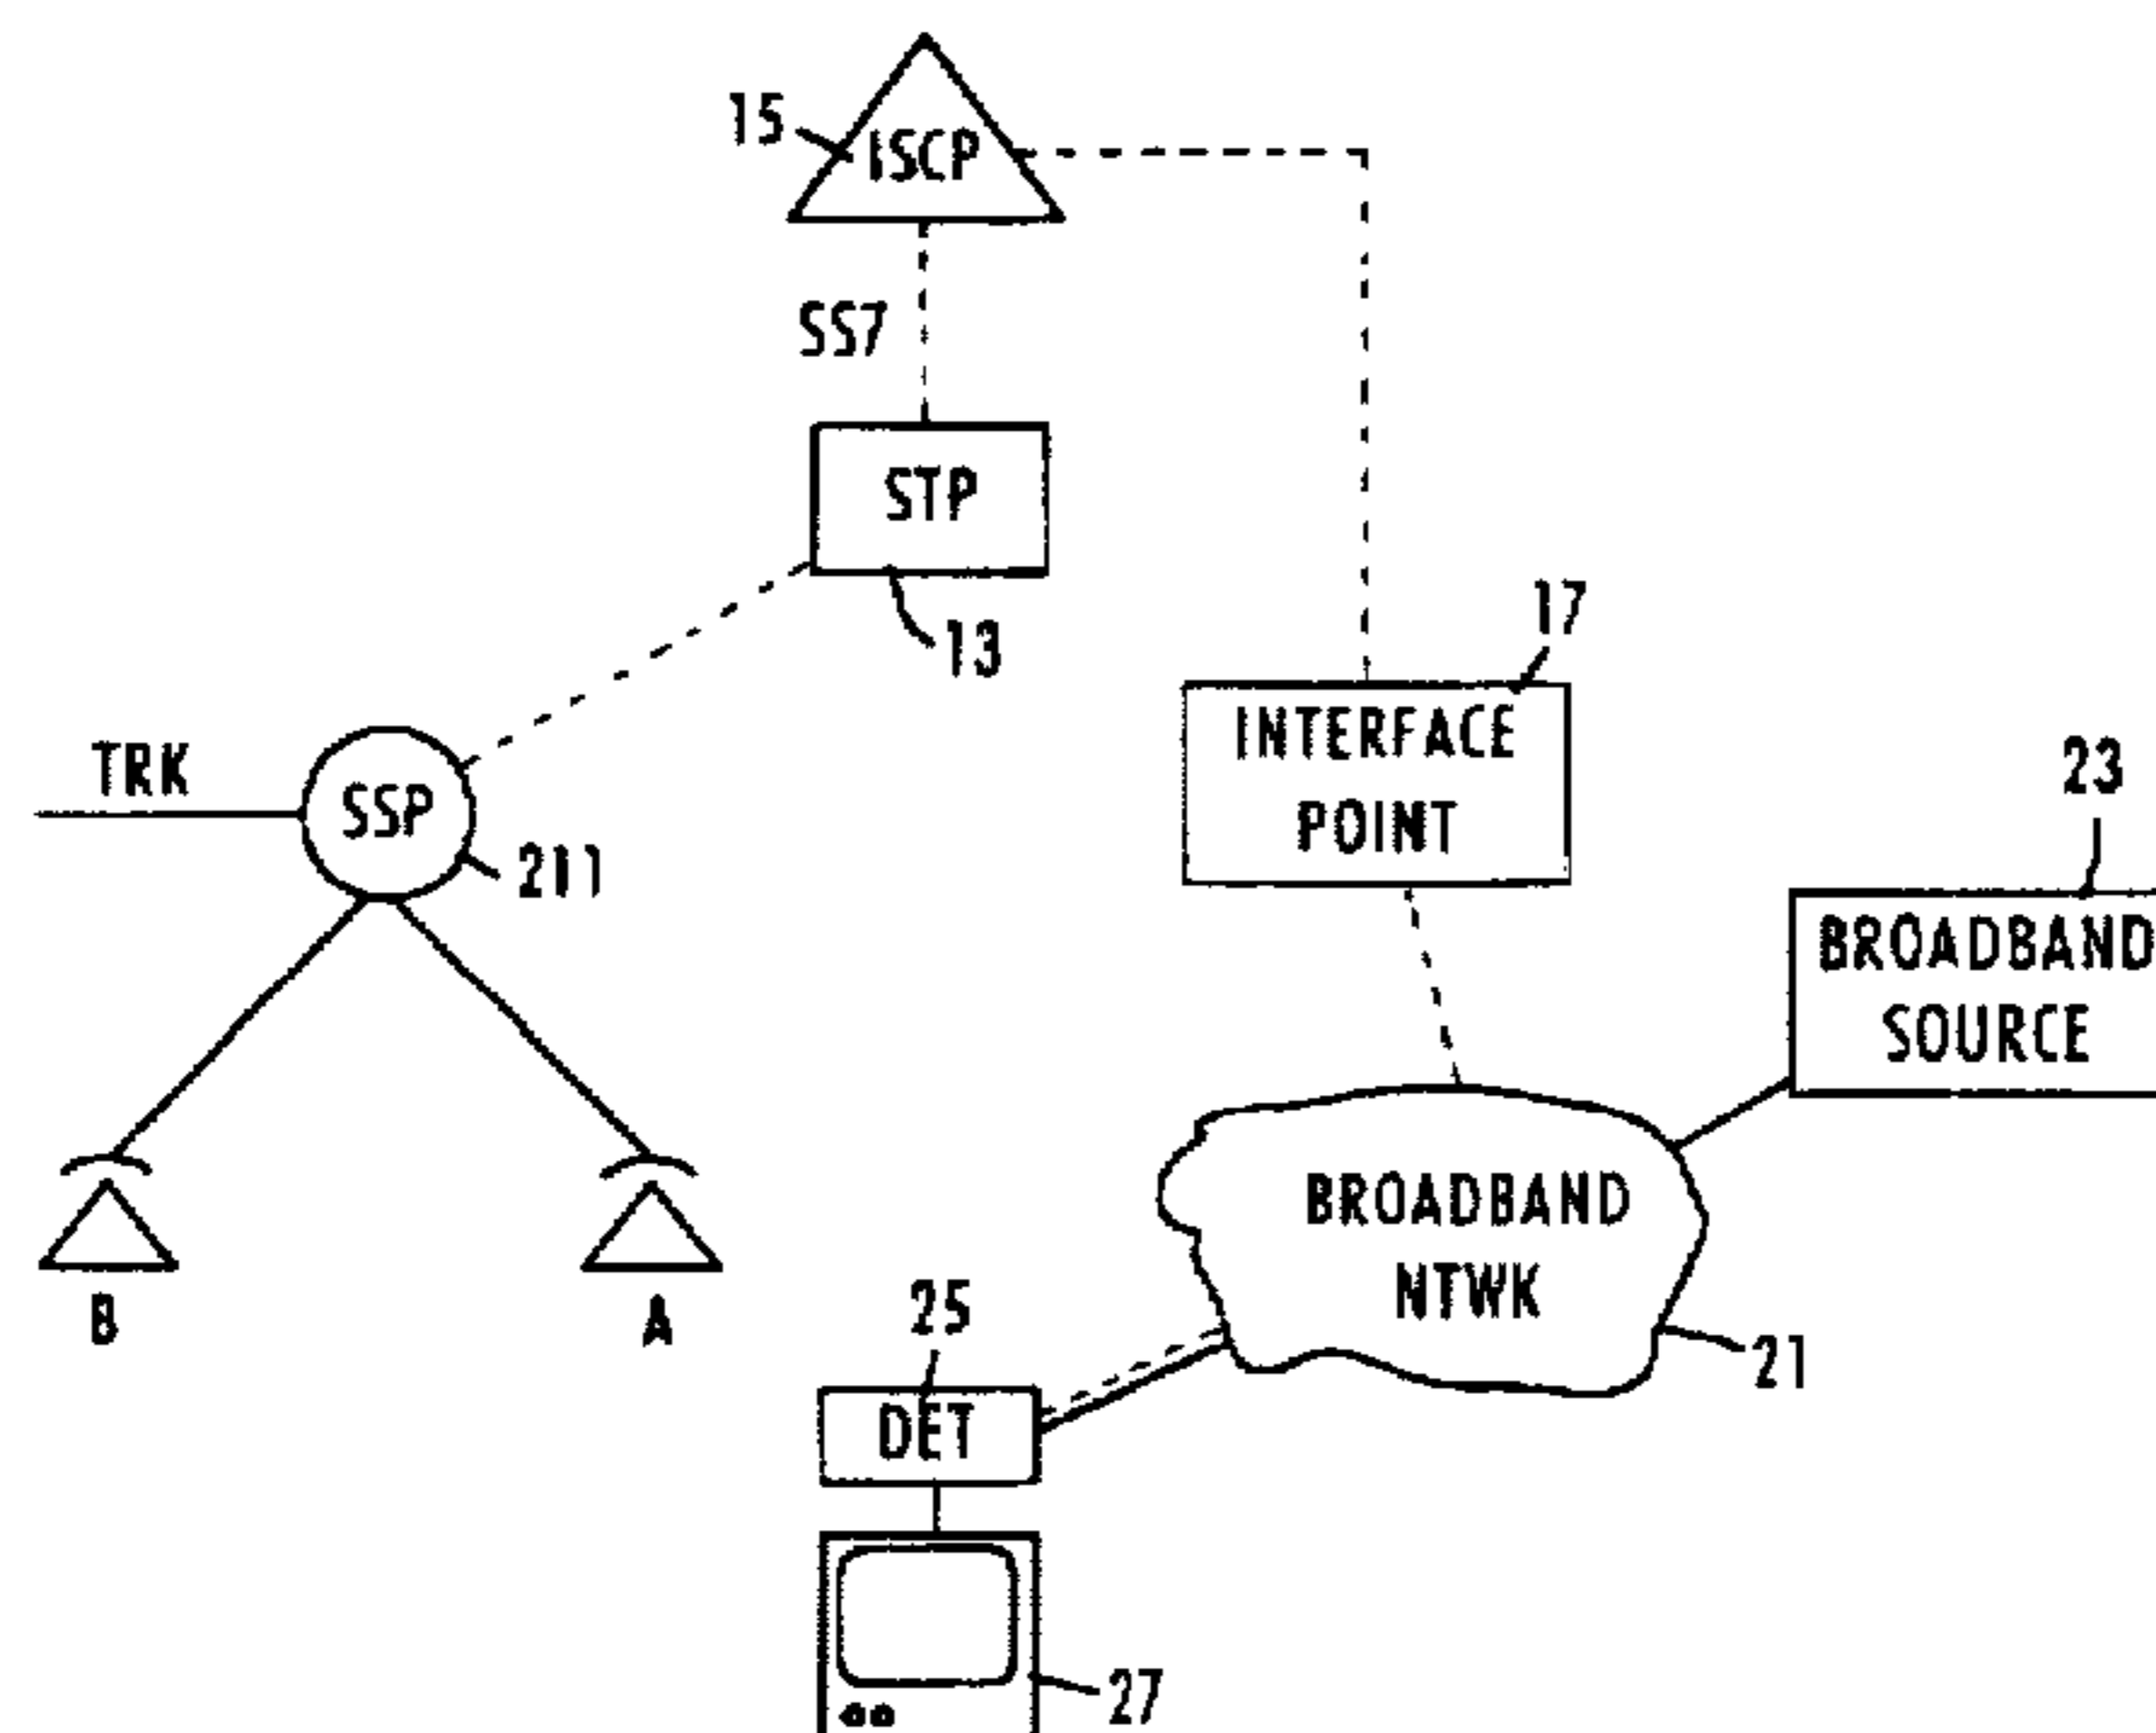 15
ISCP
SS7
STP
13
17
INTERFACE
POINT
TRK
SSP
211
23
BROADBAND
SOURCE
BROADBAND
NTWK
B
A
25
21
DET
27